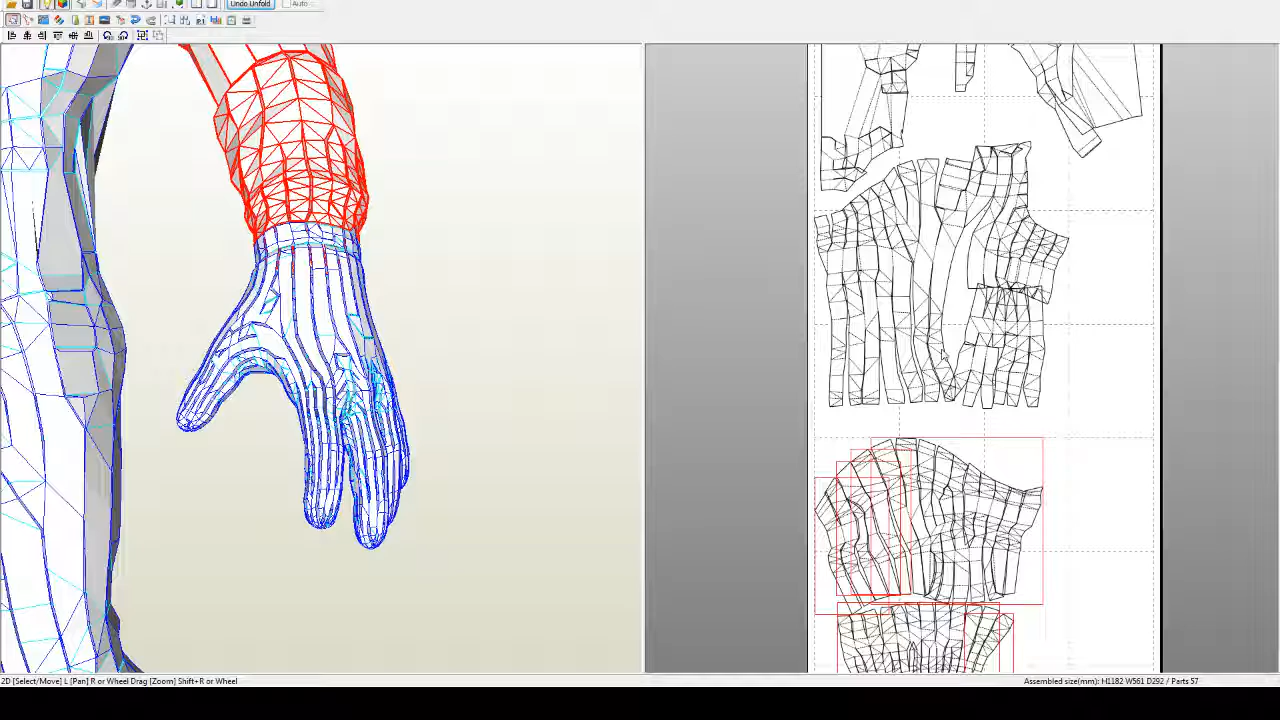 Undo Unfold
Auto
2D [Select/Move] L [Pan] R or Wheel Drag [Zoom] Shift+R or Wheel
Assembled size(mm): H1182 W561 D292 / Parts 57